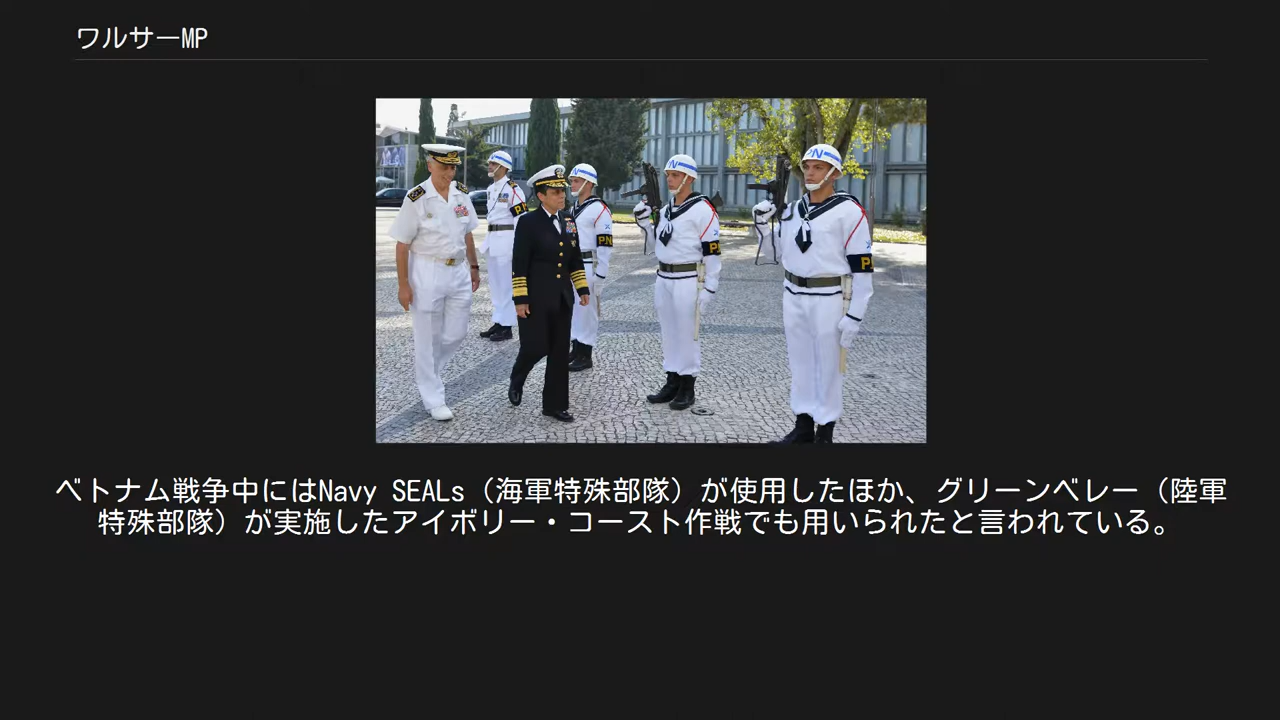 ワルサーMP
N
N
PN
P
P
ベトナム戦争中にはNavy SEALs（海軍特殊部隊）が使用したほか、グリーンベレー（陸軍
特殊部隊）が実施したアイボリー・コースト作戦でも用いられたと言われている。